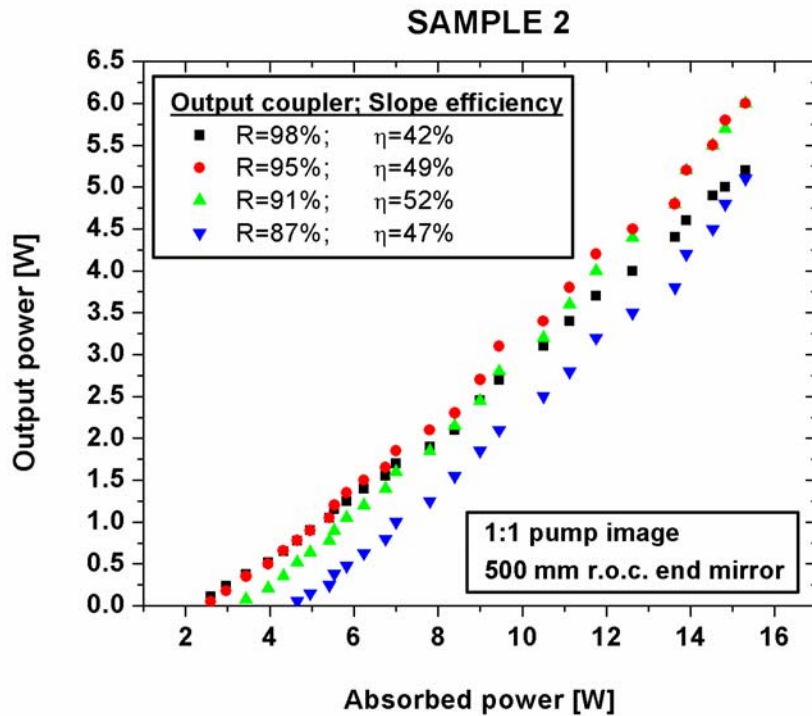 SAMPLE 2
6.5
6.0
5.5
5.0
4.5
4.0
3.5
3.0
2.5
2.0
1.5
1.0
0.5
0.0
Output power [W]
Output coupler; Slope efficiency
R=98%; η=42%
R=95%; η=49%
R=91%; η=52%
R=87%; η=47%
1:1 pump image
500 mm r.o.c. end mirror
2 4 6 8 10 12 14 16
Absorbed power [W]